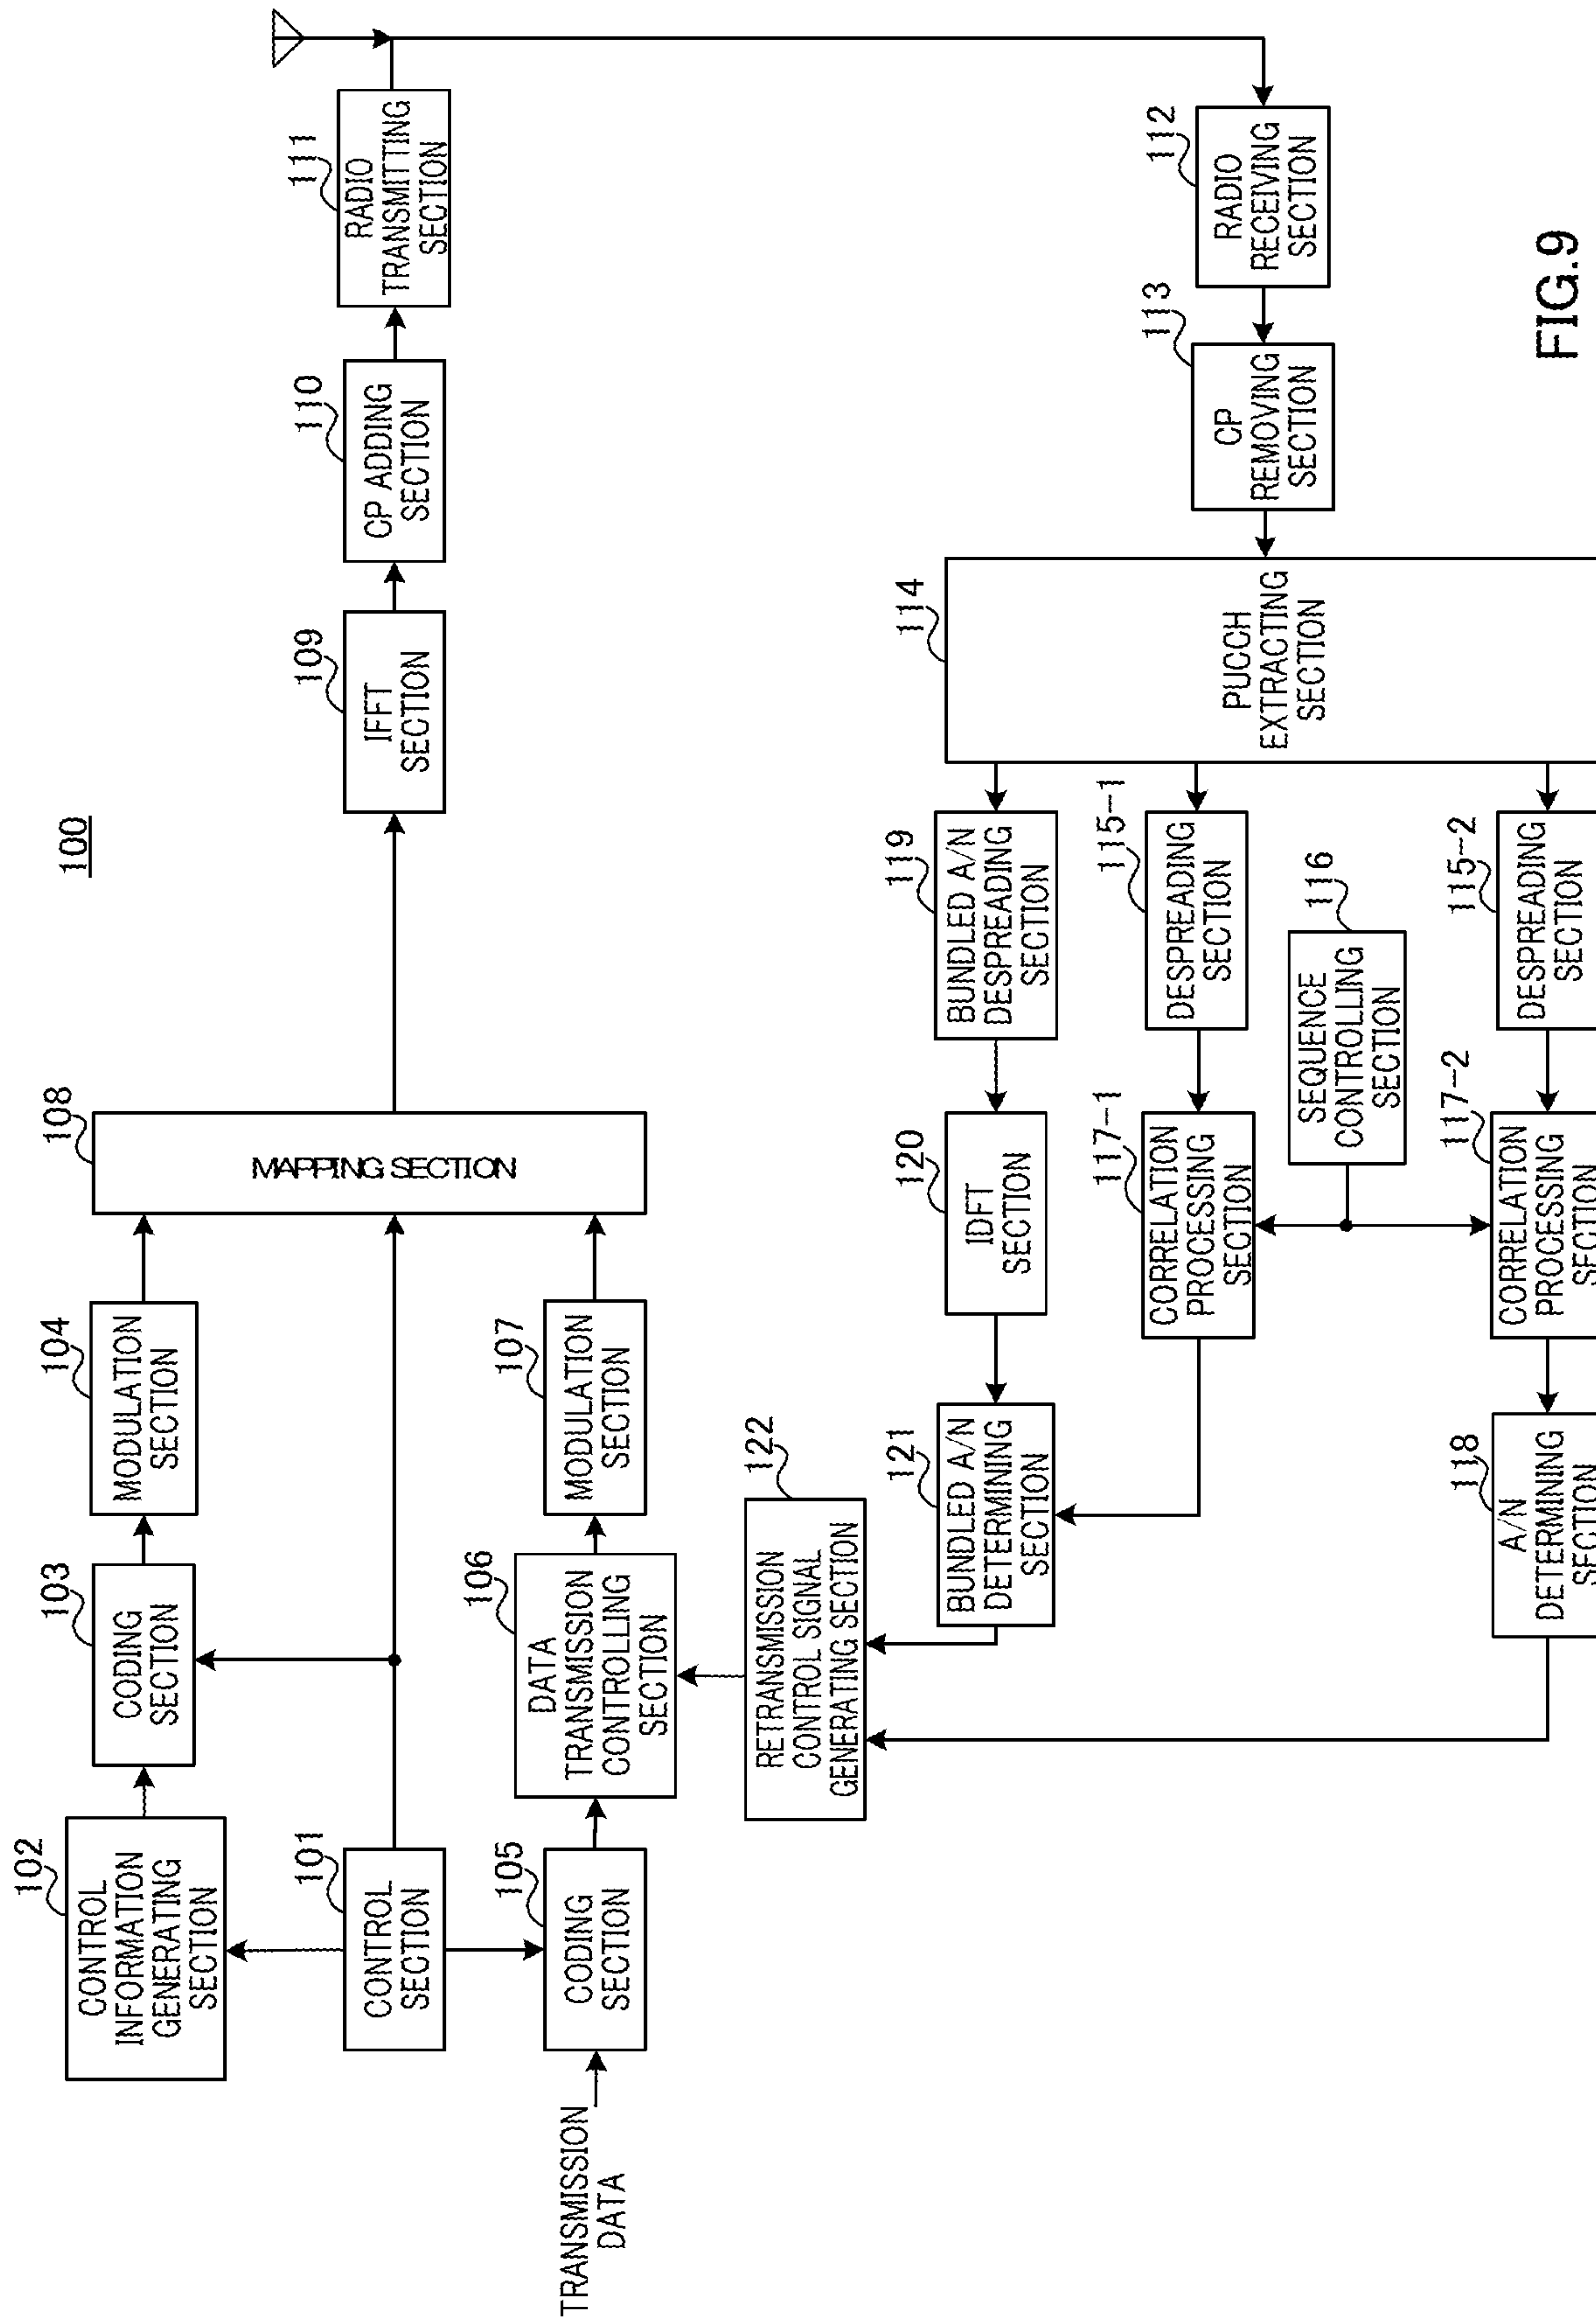 100
102
CONTROL
INFORMATION
GENERATING
SECTION
103
CODING
SECTION
104
MODULATION
SECTION
108
MAPPING SECTION
101
CONTROL
SECTION
109
IFFT
SECTION
110
CP ADDING
SECTION
111
RADIO
TRANSMITTING
SECTION
TRANSMISSION
DATA
105
CODING
SECTION
106
DATA
TRANSMISSION
CONTROLLING
SECTION
107
MODULATION
SECTION
122
RETRANSMISSION
CONTROL SIGNAL
GENERATING SECTION
121
BUNDLED A/N
DETERMINING
SECTION
120
IDFT
SECTION
119
BUNDLED A/N
DESPREADING
SECTION
114
PUCCH
EXTRACTING
SECTION
113
CP
REMOVING
SECTION
112
RADIO
RECEIVING
SECTION
117-1
CORRELATION
PROCESSING
SECTION
115-1
DESPREADING
SECTION
116
SEQUENCE
CONTROLLING
SECTION
118
A/N
DETERMINING
SECTION
117-2
CORRELATION
PROCESSING
SECTION
115-2
DESPREADING
SECTION
FIG.9